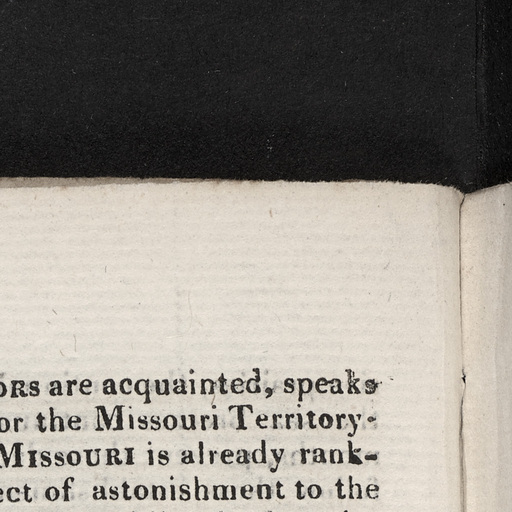 ORS are acquainted, speaks
or the Missouri Territory.
MISSOURI is already rank-
ect of astonishment to the